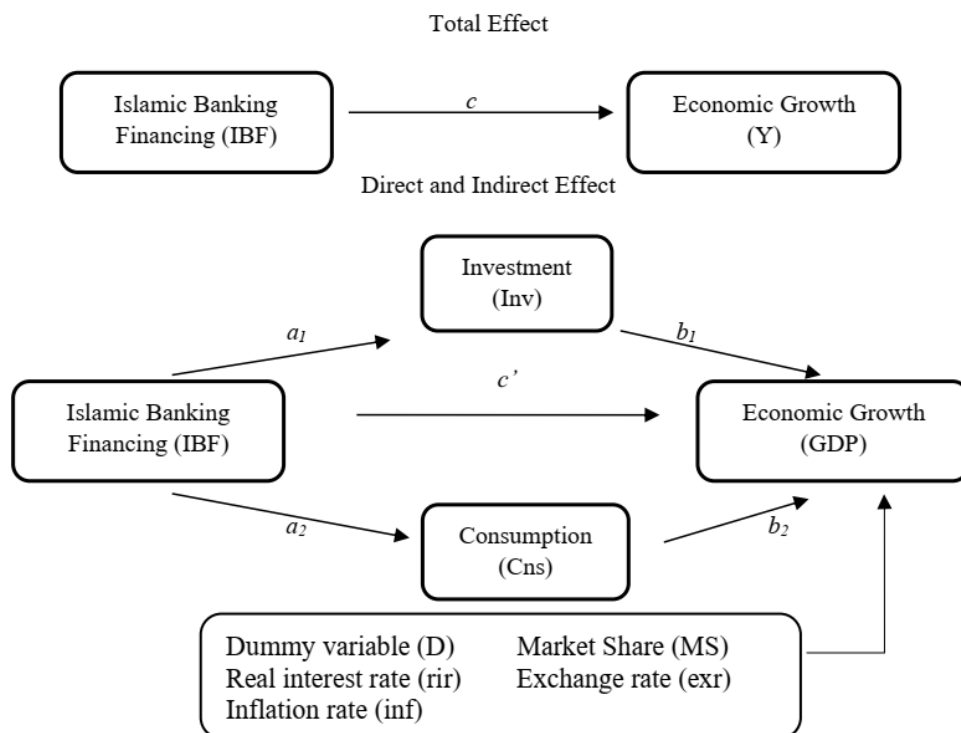 Total Effect
Islamic Banking
Financing (IBF)
c
Economic Growth
(Y)
Direct and Indirect Effect
Investment
(Inv)
a1
b1
c’
Islamic Banking
Financing (IBF)
Economic Growth
(GDP)
a2
b2
Consumption
(Cns)
Dummy variable (D) Market Share (MS)
Real interest rate (rir) Exchange rate (exr)
Inflation rate (inf)